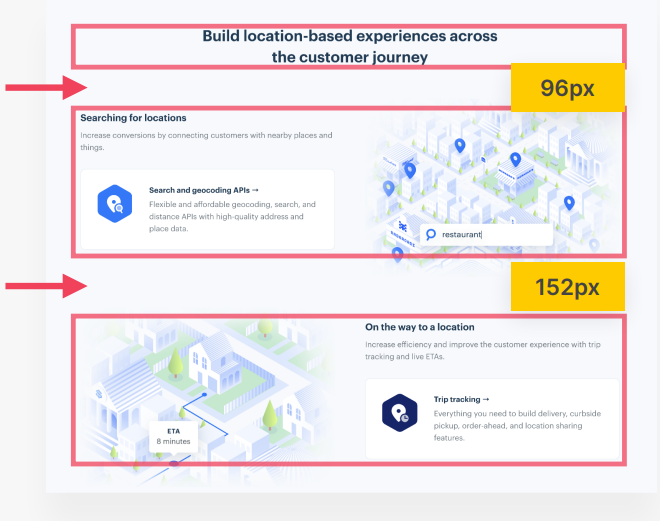 Build location-based experiences across
the customer journey
96px
Searching for locations
Increase conversions by connecting customers with nearby places and
things.
Search and geocoding APIs →
Flexible and affordable geocoding, search, and
distance APIs with high-quality address and
place data.
restaurant
152px
On the way to a location
Increase efficiency and improve the customer experience with trip
tracking and live ETAs.
ETA
8 minutes
Trip tracking →
Everything you need to build delivery, curbside
pickup, order-ahead, and location sharing
features.